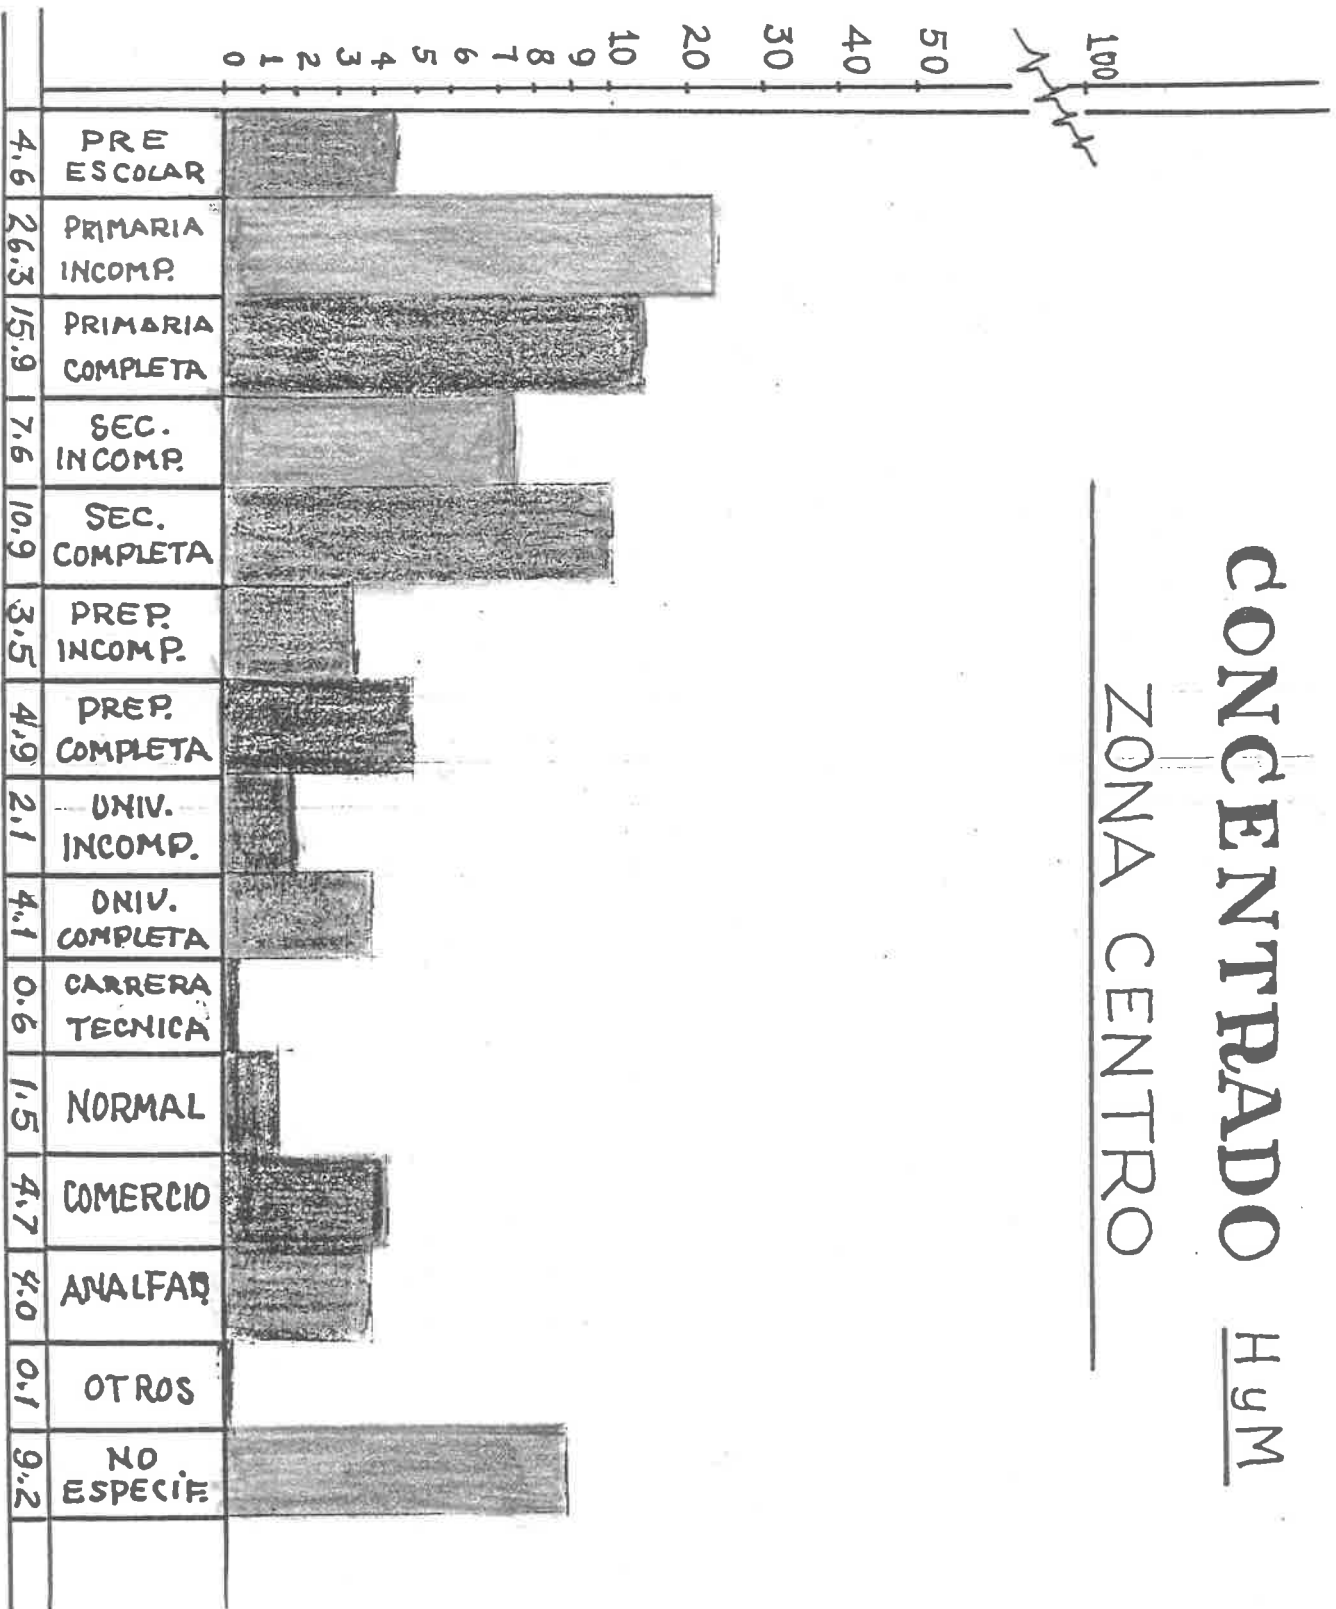 CONCENTRADO HyM
ZONA CENTRO
100
50
40
30
20
10
9
8
7
6
5
4
3
2
1
0
PRE
ESCOLAR
PRIMARIA
INCOMP.
PRIMARIA
COMPLETA
SEC.
INCOMP.
SEC.
COMPLETA
PREP.
INCOMP.
PREP.
COMPLETA
UNIV.
INCOMP.
UNIV.
COMPLETA
CARRERA
TECNICA
NORMAL
COMERCIO
ANALFAB.
OTROS
NO
ESPECIF.
4.6 26.3 15.9 7.6 10.9 3.5 4.9 2.1 4.1 0.6 1.5 4.7 4.0 0.1 9.2